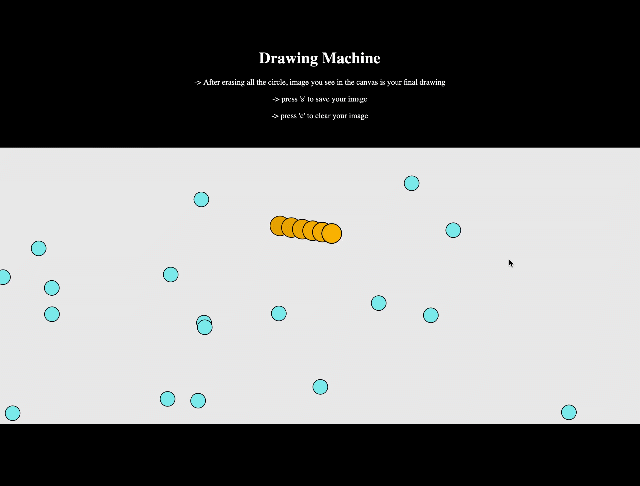 Drawing Machine
-> After erasing all the circle, image you see in the canvas is your final drawing
-> press 's' to save your image
-> press 'c' to clear your image